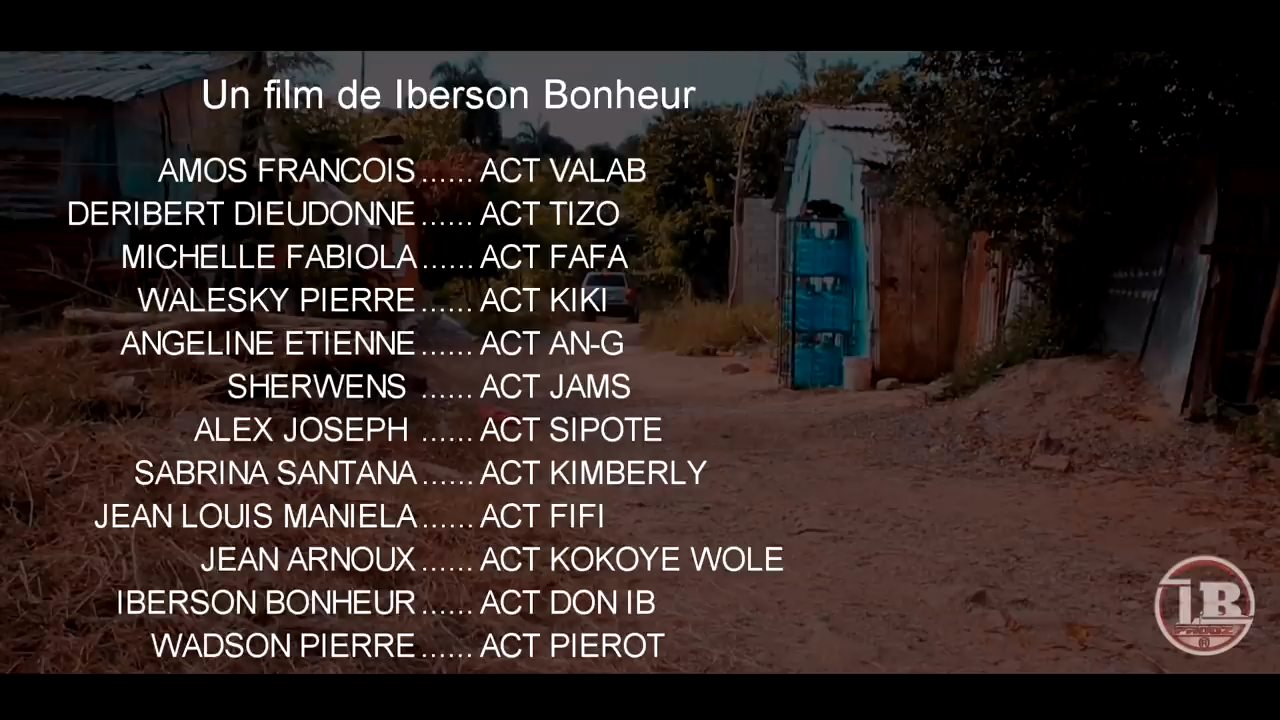 Un film de Iberson Bonheur
AMOS FRANCOIS ...... ACT VALAB
DERIBERT DIEUDONNE ...... ACT TIZO
MICHELLE FABIOLA ...... ACT FAFA
WALESKY PIERRE ...... ACT KIKI
ANGELINE ETIENNE ...... ACT AN-G
SHERWENS ...... ACT JAMS
ALEX JOSEPH ...... ACT SIPOTE
SABRINA SANTANA ...... ACT KIMBERLY
JEAN LOUIS MANIELA ...... ACT FIFI
JEAN ARNOUX ...... ACT KOKOYE WOLE
IBERSON BONHEUR ...... ACT DON IB
WADSON PIERRE ...... ACT PIEROT
IB
PRODZ